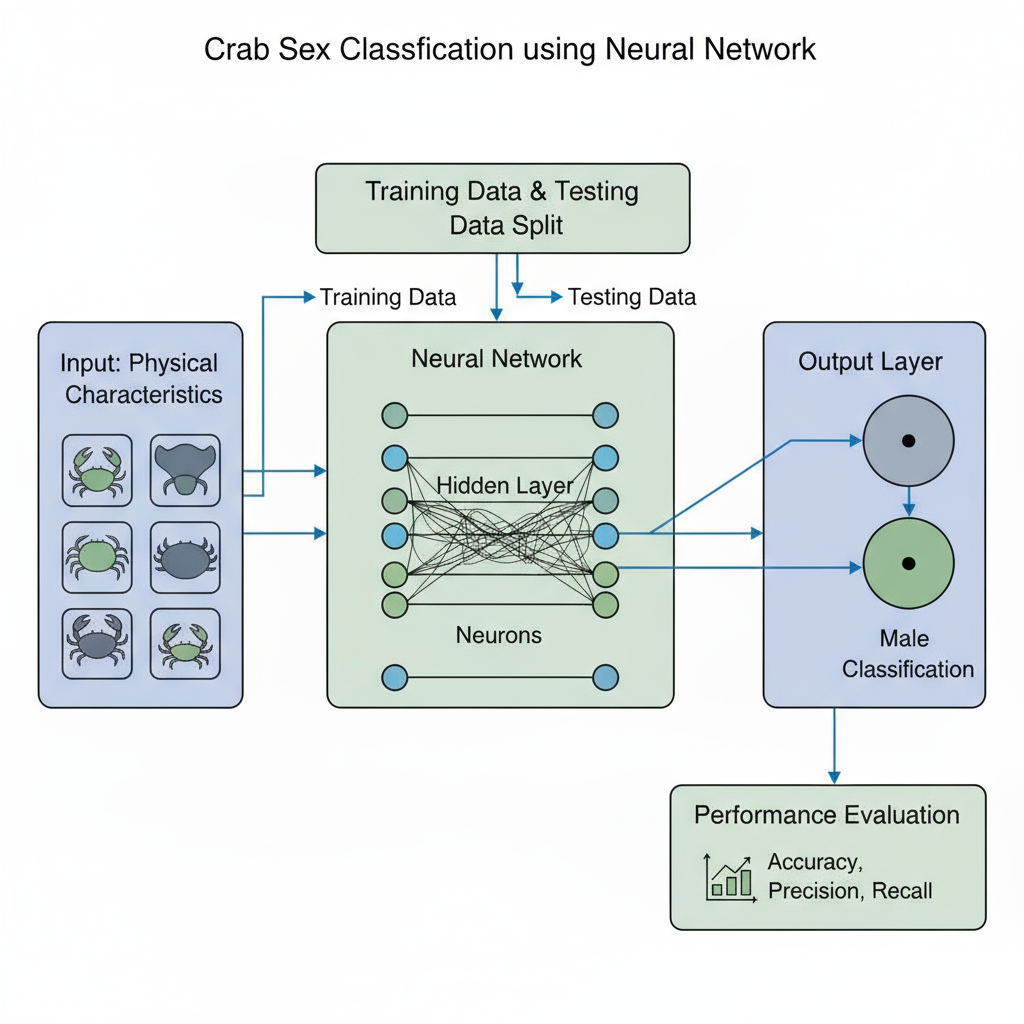 Crab Sex Classfication using Neural Network
Training Data & Testing
Data Split
Training Data
Testing Data
Input: Physical
Characteristics
Neural Network
Hidden Layer
Neurons
Output Layer
Male
Classification
Performance Evaluation
Accuracy,
Precision, Recall